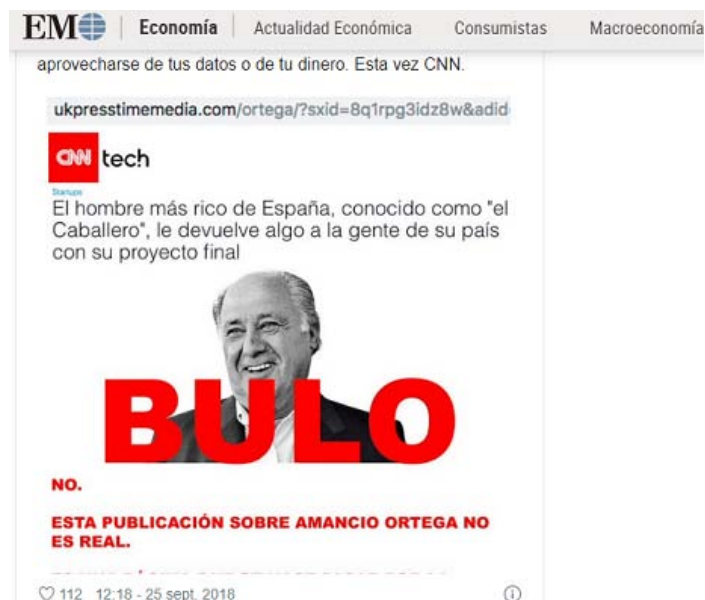 EM Economía Actualidad Económica Consumistas Macroeconomía
aprovecharse de tus datos o de tu dinero. Esta vez CNN.
ukpresstimemedia.com/ortega/?sxid=8q1rpg3idz8w&adid
CNN tech
Startups
El hombre más rico de España, conocido como "el
Caballero", le devuelve algo a la gente de su país
con su proyecto final
BULO
NO.
ESTA PUBLICACIÓN SOBRE AMANCIO ORTEGA NO
ES REAL.
112 12:18 - 25 sept. 2018